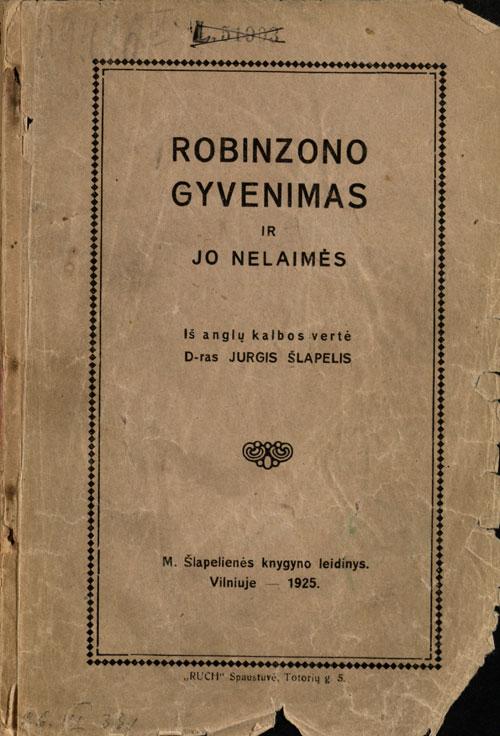 L. 51003
ROBINZONO
GYVENIMAS
IR
JO NELAIMĖS
Iš anglų kalbos vertė
D-ras JURGIS ŠLAPELIS
M. Šlapelienės knygyno leidinys.
Vilniuje — 1925.
„RUCH“ Spaustuvė, Totorių g 5.